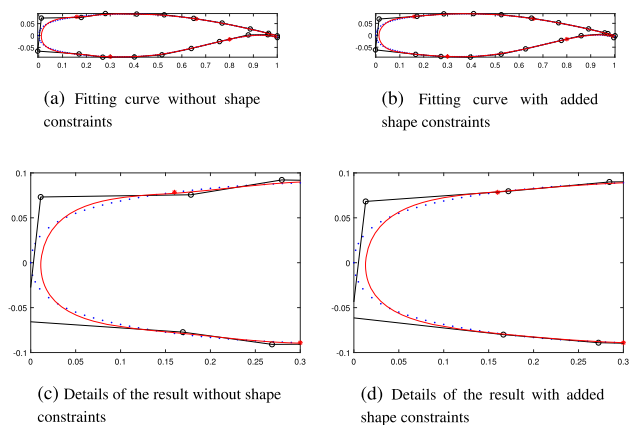 0.05
0
-0.05
0 0.1 0.2 0.3 0.4 0.5 0.6 0.7 0.8 0.9 1
0.05
0
-0.05
0 0.1 0.2 0.3 0.4 0.5 0.6 0.7 0.8 0.9 1
(a) Fitting curve without shape
constraints
(b) Fitting curve with added
shape constraints
0.1
0.05
0
-0.05
-0.1
0 0.05 0.1 0.15 0.2 0.25 0.3
0.1
0.05
0
-0.05
-0.1
0 0.05 0.1 0.15 0.2 0.25 0.3
(c) Details of the result without shape
constraints
(d) Details of the result with added
shape constraints